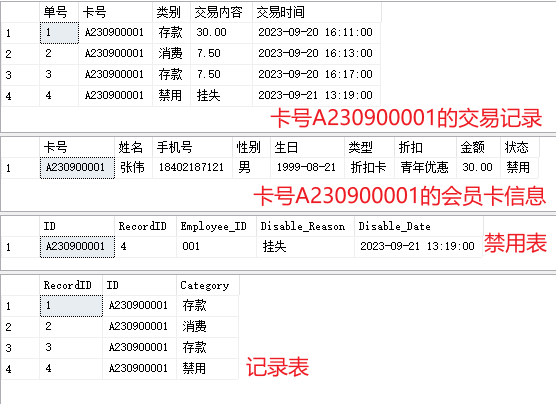 单号 卡号 类别 交易内容 交易时间
1 1 A230900001 存款 30.00 2023-09-20 16:11:00
2 2 A230900001 消费 7.50 2023-09-20 16:13:00
3 3 A230900001 存款 7.50 2023-09-20 16:17:00
4 4 A230900001 禁用 挂失 2023-09-21 13:19:00
卡号A230900001的交易记录
卡号 姓名 手机号 性别 生日 类型 折扣 金额 状态
1 A230900001 张伟 18402187121 男 1999-08-21 折扣卡 青年优惠 30.00 禁用
卡号A230900001的会员卡信息
ID RecordID Employee_ID Disable_Reason Disable_Date
1 A230900001 4 001 挂失 2023-09-21 13:19:00
禁用表
RecordID ID Category
1 1 A230900001 存款
2 2 A230900001 消费
3 3 A230900001 存款
4 4 A230900001 禁用
记录表